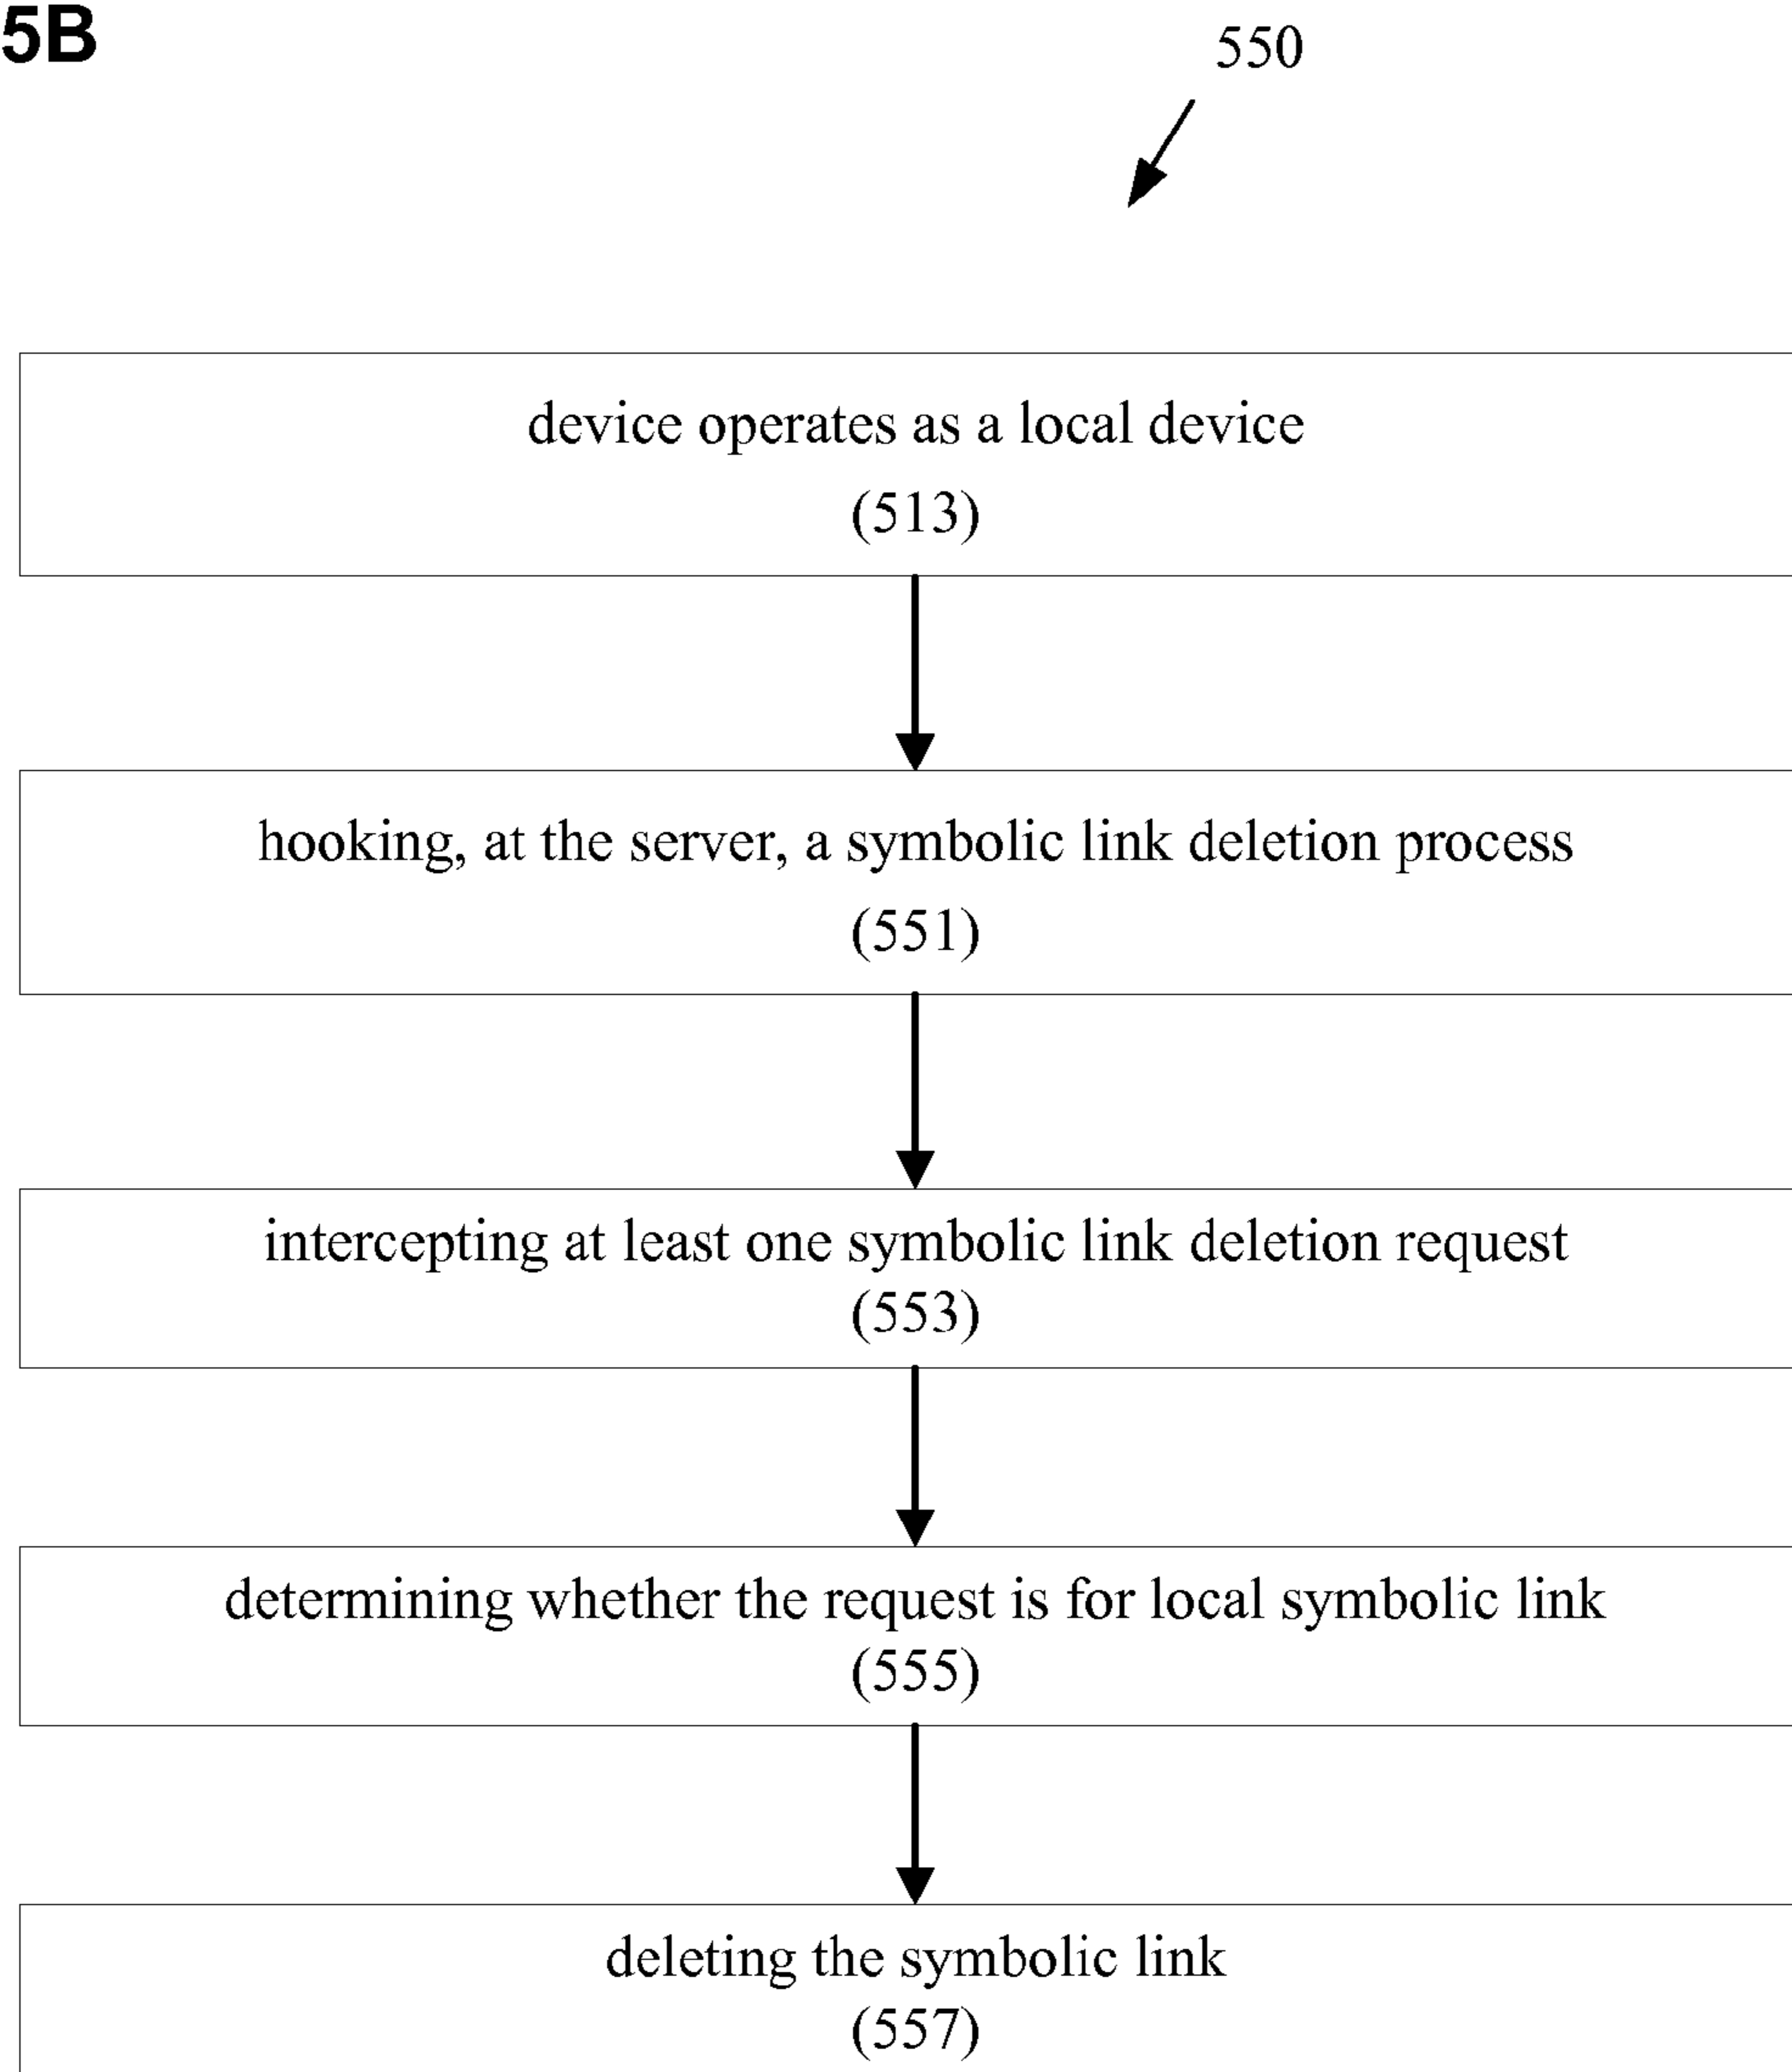 5B
550
device operates as a local device
(513)
hooking, at the server, a symbolic link deletion process
(551)
intercepting at least one symbolic link deletion request
(553)
determining whether the request is for local symbolic link
(555)
deleting the symbolic link
(557)